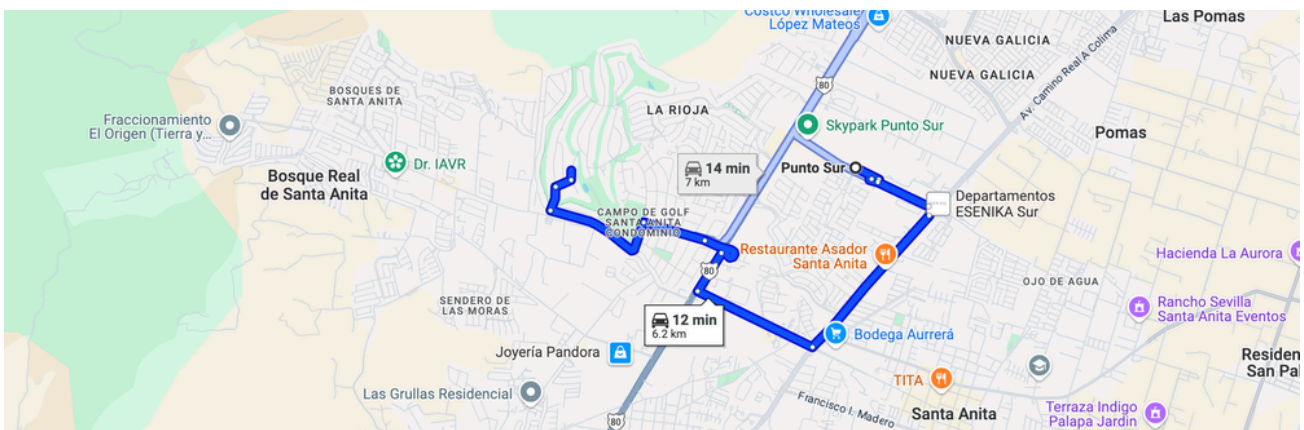 Costco Wholesale
López Mateos
Las Pomas
NUEVA GALICIA
NUEVA GALICIA
Av. Camino Real A Colima
80
BOSQUES DE
SANTA ANITA
LA RIOJA
Fraccionamiento
El Origen (Tierra y...
Skypark Punto Sur
Pomas
Dr. IAVR
14 min
7 km
Punto Sur
Bosque Real
de Santa Anita
Departamentos
ESENIKA Sur
CAMPO DE GOLF
SANTA ANITA
CONDOMINIO
Restaurante Asador
Santa Anita
Hacienda La Aurora
80
OJO DE AGUA
SENDERO DE
LAS MORAS
Rancho Sevilla
Santa Anita Eventos
12 min
6.2 km
Bodega Aurrerá
Joyería Pandora
Residen
San Pal
TITA
Las Grullas Residencial
Francisco I. Madero
Santa Anita
Terraza Indigo
Palapa Jardin
80